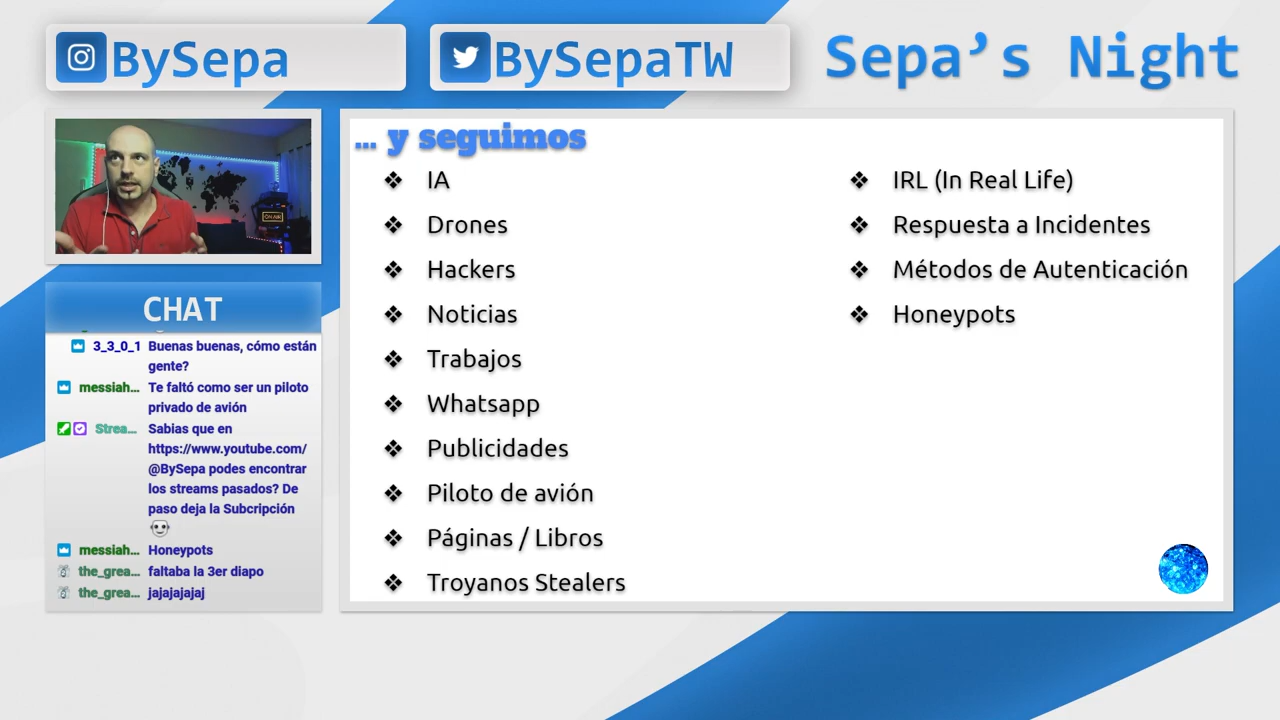 BySepa
BySepaTW
Sepa’s Night
ON AIR
... y seguimos
IA
Drones
Hackers
Noticias
Trabajos
Whatsapp
Publicidades
Piloto de avión
Páginas / Libros
Troyanos Stealers
IRL (In Real Life)
Respuesta a Incidentes
Métodos de Autenticación
Honeypots
CHAT
3_3_0_1 Buenas buenas, cómo están
gente?
messiah... Te faltó como ser un piloto
privado de avión
Strea... Sabias que en
https://www.youtube.com/
@BySepa podes encontrar
los streams pasados? De
paso deja la Subcripción
messiah... Honeypots
the_grea... faltaba la 3er diapo
the_grea... jajajajajaj